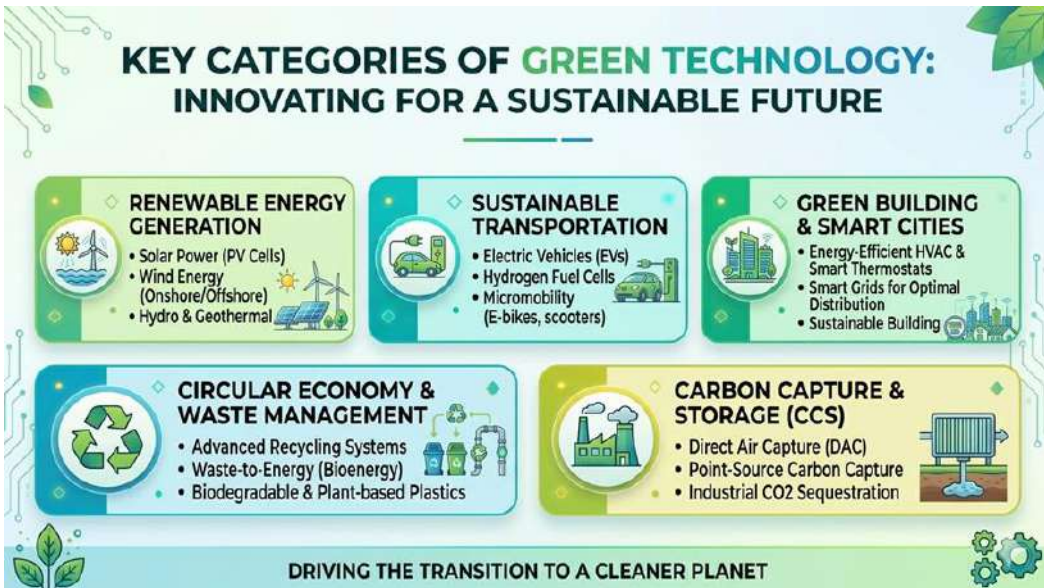 KEY CATEGORIES OF GREEN TECHNOLOGY:
INNOVATING FOR A SUSTAINABLE FUTURE
RENEWABLE ENERGY
GENERATION
• Solar Power (PV Cells)
• Wind Energy
(Onshore/Offshore)
• Hydro & Geothermal
SUSTAINABLE
TRANSPORTATION
• Electric Vehicles (EVs)
• Hydrogen Fuel Cells
• Micromobility
(E-bikes, scooters)
GREEN BUILDING
& SMART CITIES
• Energy-Efficient HVAC &
Smart Thermostats
• Smart Grids for Optimal
Distribution
• Sustainable Building
CIRCULAR ECONOMY &
WASTE MANAGEMENT
• Advanced Recycling Systems
• Waste-to-Energy (Bioenergy)
• Biodegradable & Plant-based Plastics
CARBON CAPTURE &
STORAGE (CCS)
• Direct Air Capture (DAC)
• Point-Source Carbon Capture
• Industrial CO2 Sequestration
DRIVING THE TRANSITION TO A CLEANER PLANET